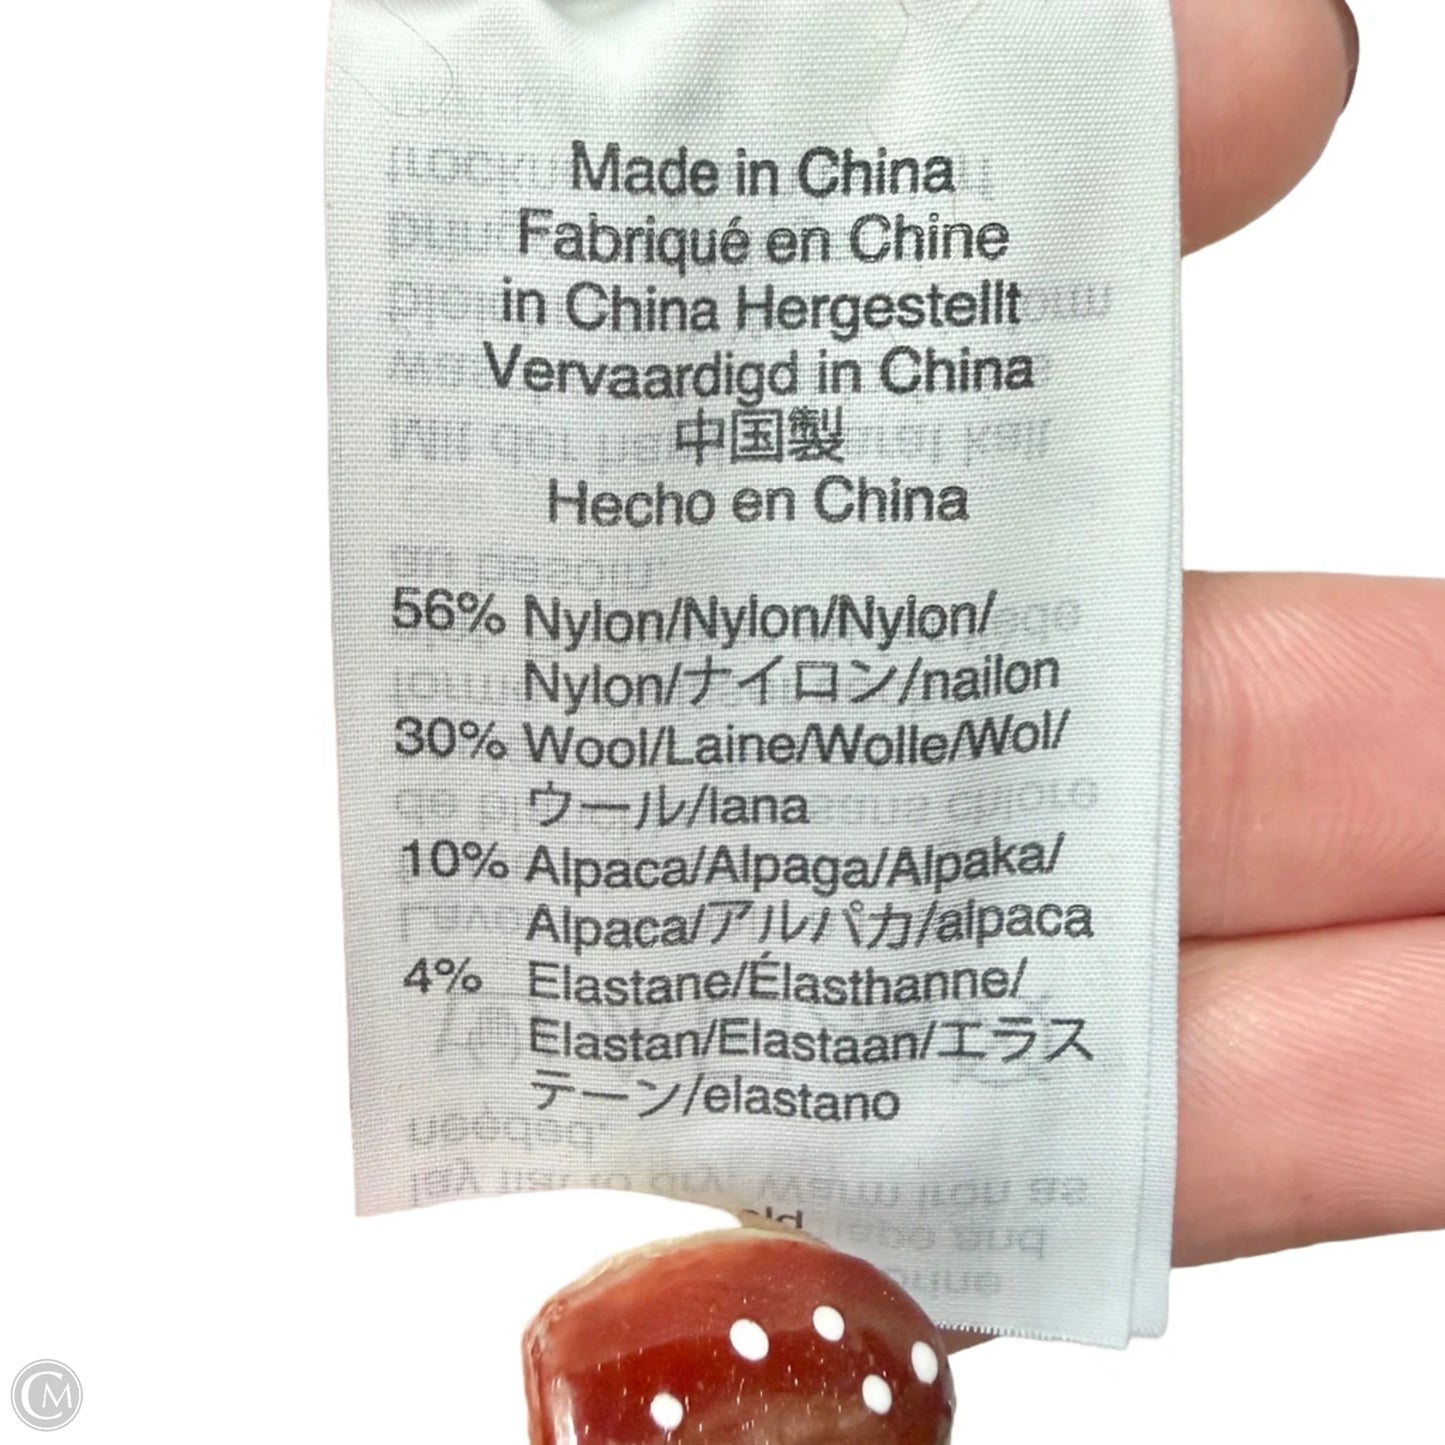 Made in China
Fabriqué en Chine
in China Hergestellt
Vervaardigd in China
中国製
Hecho en China
56% Nylon/Nylon/Nylon/
Nylon/ナイロン/nailon
30% Wool/Laine/Wolle/Wol/
ウール/lana
10% Alpaca/Alpaga/Alpaka/
Alpaca/アルパカ/alpaca
4% Elastane/Élasthanne/
Elastan/Elastaan/エラス
テーン/elastano
CM